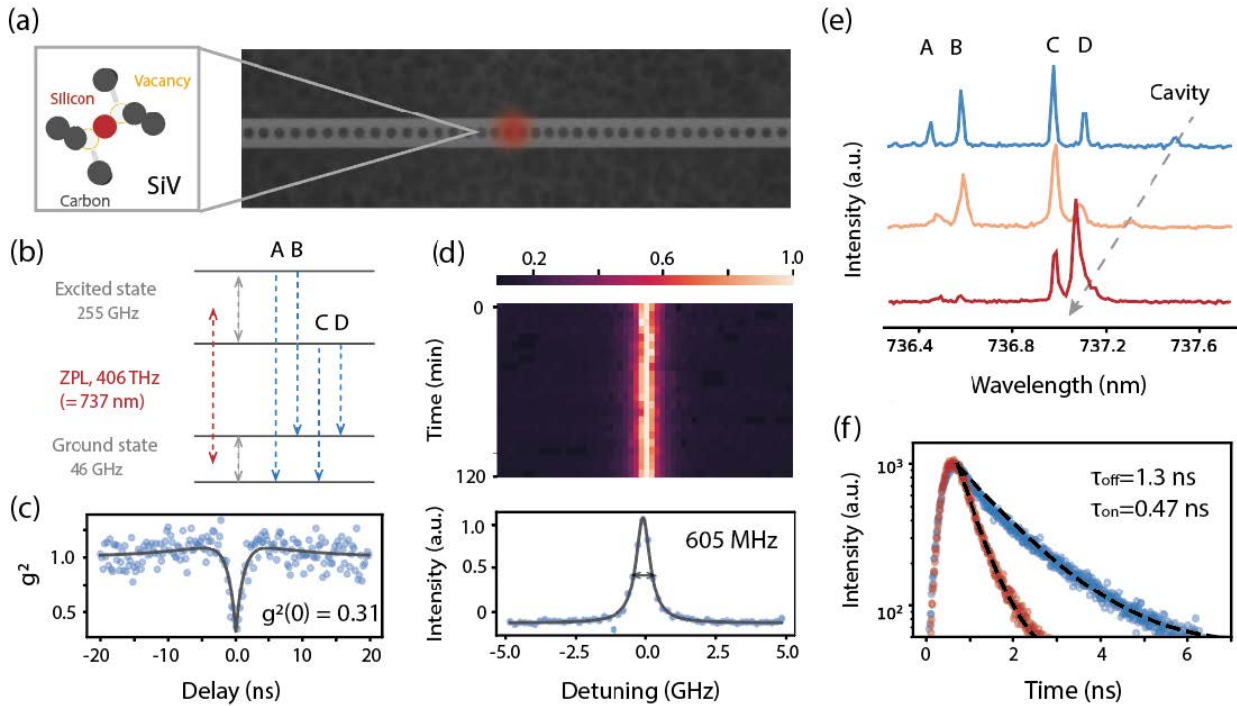 (a)
Vacancy
Silicon
SiV
Carbon
(b)
A B
Excited state
255 GHz
C D
ZPL, 406 THz
(= 737 nm)
Ground state
46 GHz
(c)
g²
1.0
0.5
g²(0) = 0.31
-20 -10 0.0 10 20
Delay (ns)
(d)
0.2 0.6 1.0
0
Time (min)
120
Intensity (a.u.)
1.0
0.5
0
605 MHz
-5.0 -2.5 0.0 2.5 5.0
Detuning (GHz)
(e)
A B C D
Cavity
Intensity (a.u.)
736.4 736.8 737.2 737.6
Wavelength (nm)
(f)
Intensity (a.u.)
10³
10²
τoff=1.3 ns
τon=0.47 ns
0 2 4 6
Time (ns)